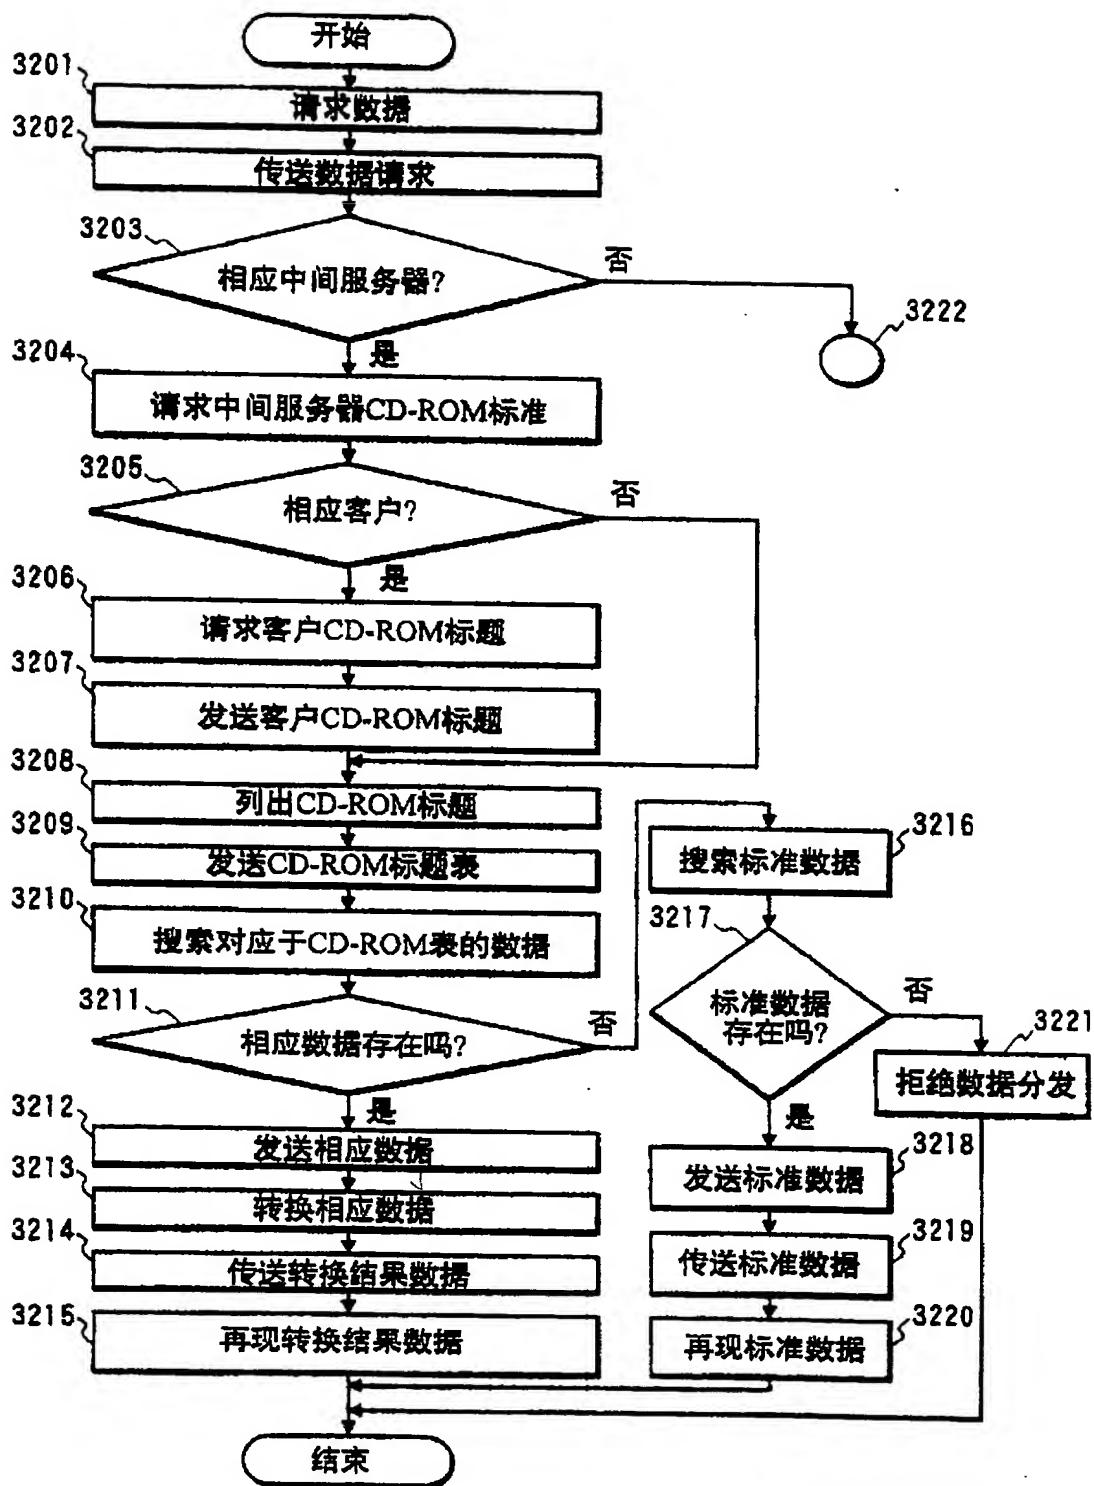 开始
3201
请求数据
3202
传送数据请求
3203
相应中间服务器?
否
3222
是
3204
请求中间服务器CD-ROM标准
3205
相应客户?
否
是
3206
请求客户CD-ROM标题
3207
发送客户CD-ROM标题
3208
列出CD-ROM标题
3209
发送CD-ROM标题表
3210
搜索对应于CD-ROM表的数据
3211
相应数据存在吗?
否
是
3212
发送相应数据
3213
转换相应数据
3214
传送转换结果数据
3215
再现转换结果数据
3216
搜索标准数据
3217
标准数据
存在吗?
否
3221
拒绝数据分发
是
3218
发送标准数据
3219
传送标准数据
3220
再现标准数据
结束